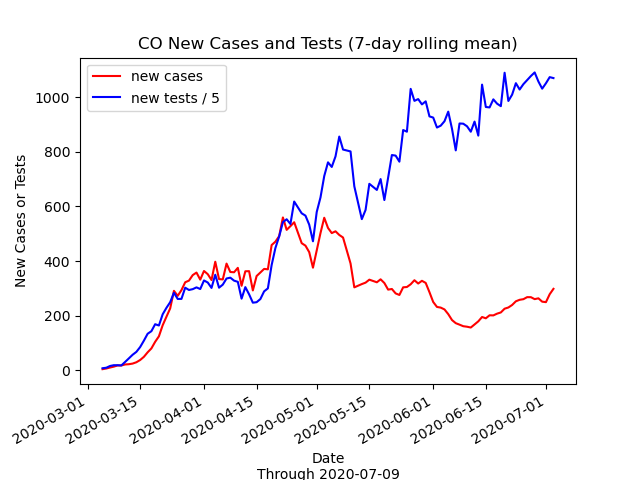 CO New Cases and Tests (7-day rolling mean)
new cases
new tests / 5
New Cases or Tests
1000
800
600
400
200
0
2020-03-01
2020-03-15
2020-04-01
2020-04-15
2020-05-01
2020-05-15
2020-06-01
2020-06-15
2020-07-01
Date
Through 2020-07-09